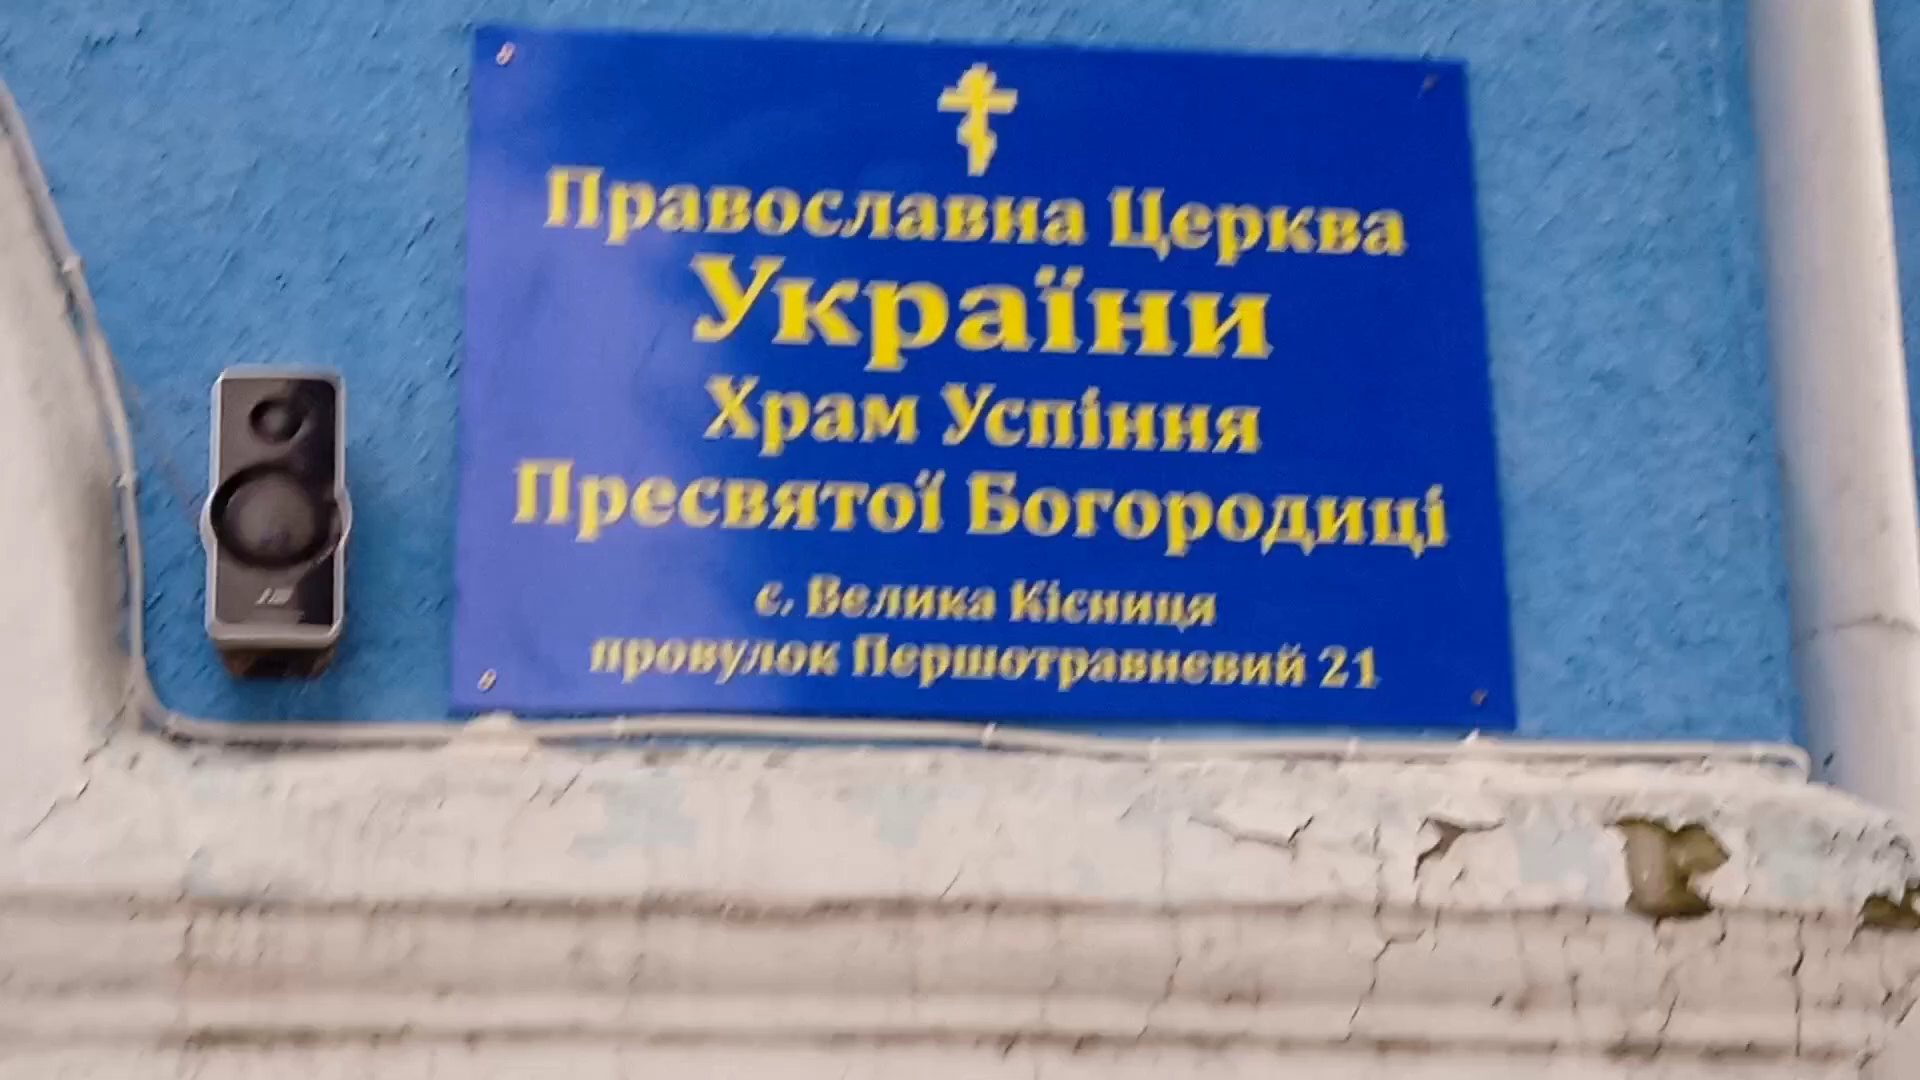 Православна Церква
України
Храм Успіння
Пресвятої Богородиці
с. Велика Кісниця
провулок Першотравневий 21